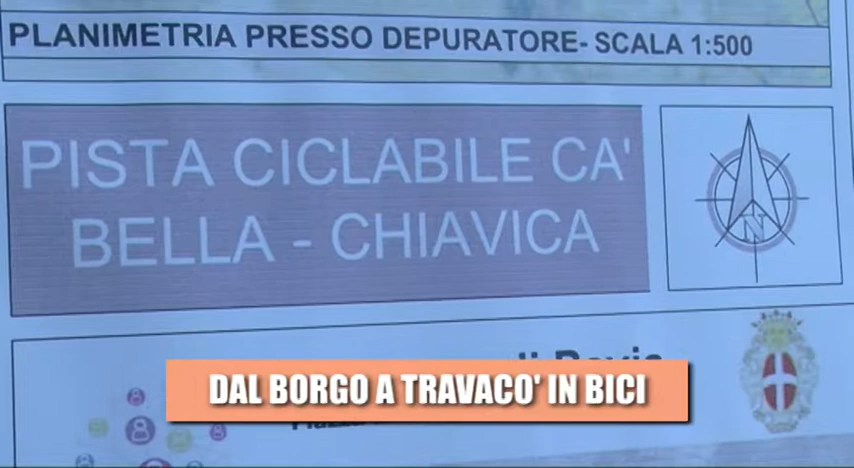 PLANIMETRIA PRESSO DEPURATORE- SCALA 1:500
PISTA CICLABILE CA'
BELLA - CHIAVICA
N
DAL BORGO A TRAVACO' IN BICI